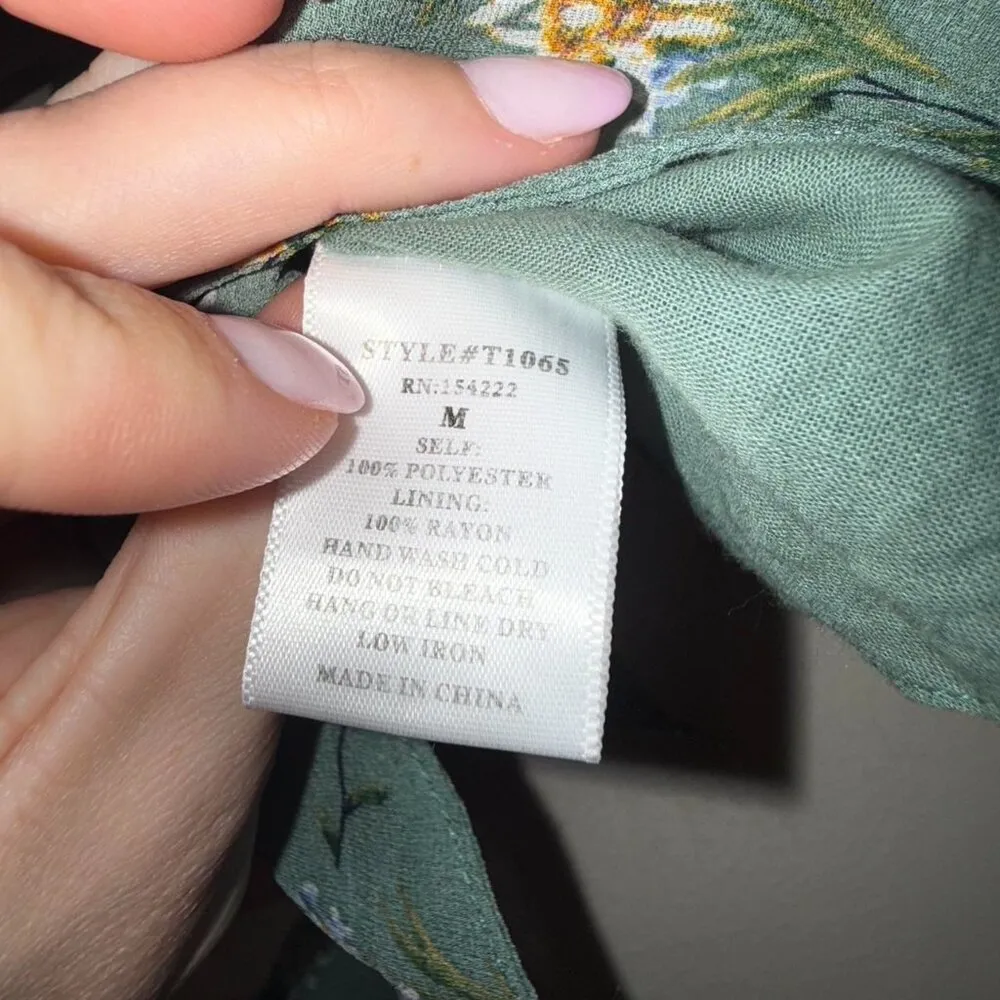 STYLE#T1065
RN:154222
M
SELF:
100% POLYESTER
LINING:
100% RAYON
HAND WASH COLD
DO NOT BLEACH
HANG OR LINE DRY
LOW IRON
MADE IN CHINA